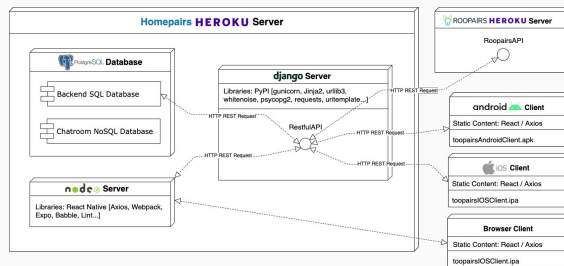 Homepairs HEROKU Server
PostgreSQL Database
Backend SQL Database
Chatroom NoSQL Database
HTTP REST Request
django Server
Libraries: PyPI [gunicorn, Jinja2, urllib3,
whitenoise, psycopg2, requests, uritemplate,..]
RestfulAPI
HTTP REST Request
HTTP REST Request
HTTP REST Request
HTTP REST Request
HTTP REST Request
node Server
Libraries: React Native [Axios, Webpack,
Expo, Babble, Lint...]
ROOPAIRS HEROKU Server
RoopairsAPI
android Client
Static Content: React / Axios
toopairsAndroidClient.apk
iOS Client
Static Content: React / Axios
toopairsIOSClient.ipa
Browser Client
Static Content: React / Axios
toopairsIOSClient.ipa